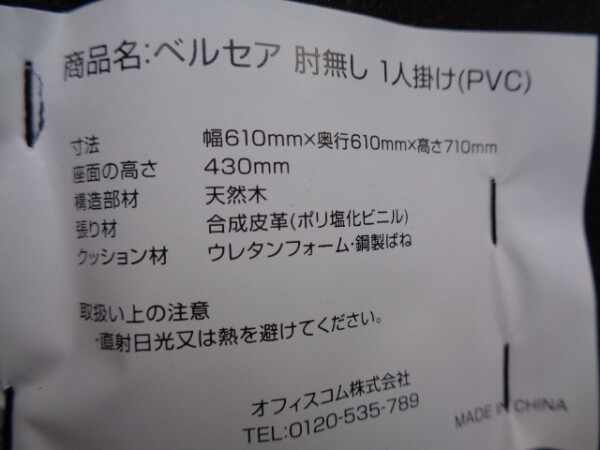 商品名:ベルセア 肘無し 1人掛け(PVC)
寸法 幅610mm×奥行610mm×高さ710mm
座面の高さ 430mm
構造部材 天然木
張り材 合成皮革(ポリ塩化ビニル)
クッション材 ウレタンフォーム・鋼製ばね
取扱い上の注意
・直射日光又は熱を避けてください。
オフィスコム株式会社
TEL:0120-535-789
MADE IN CHINA